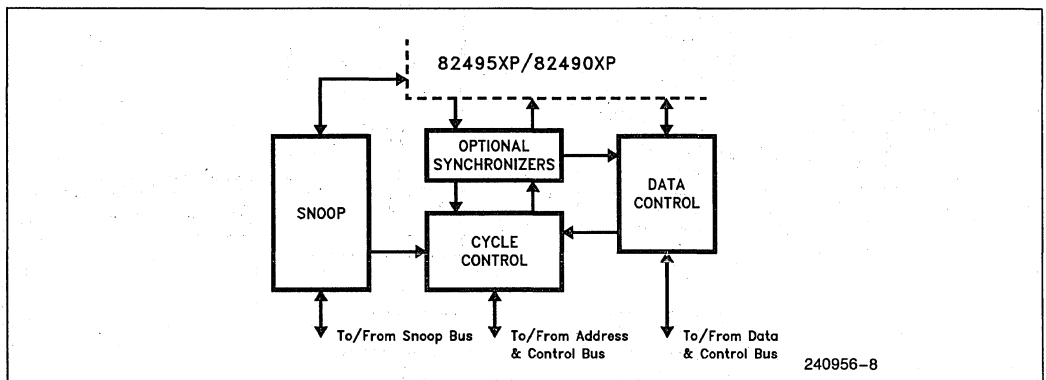 82495XP/82490XP
OPTIONAL
SYNCHRONIZERS
SNOOP
DATA
CONTROL
CYCLE
CONTROL
To/From Snoop Bus
To/From Address
& Control Bus
To/From Data
& Control Bus
240956-8